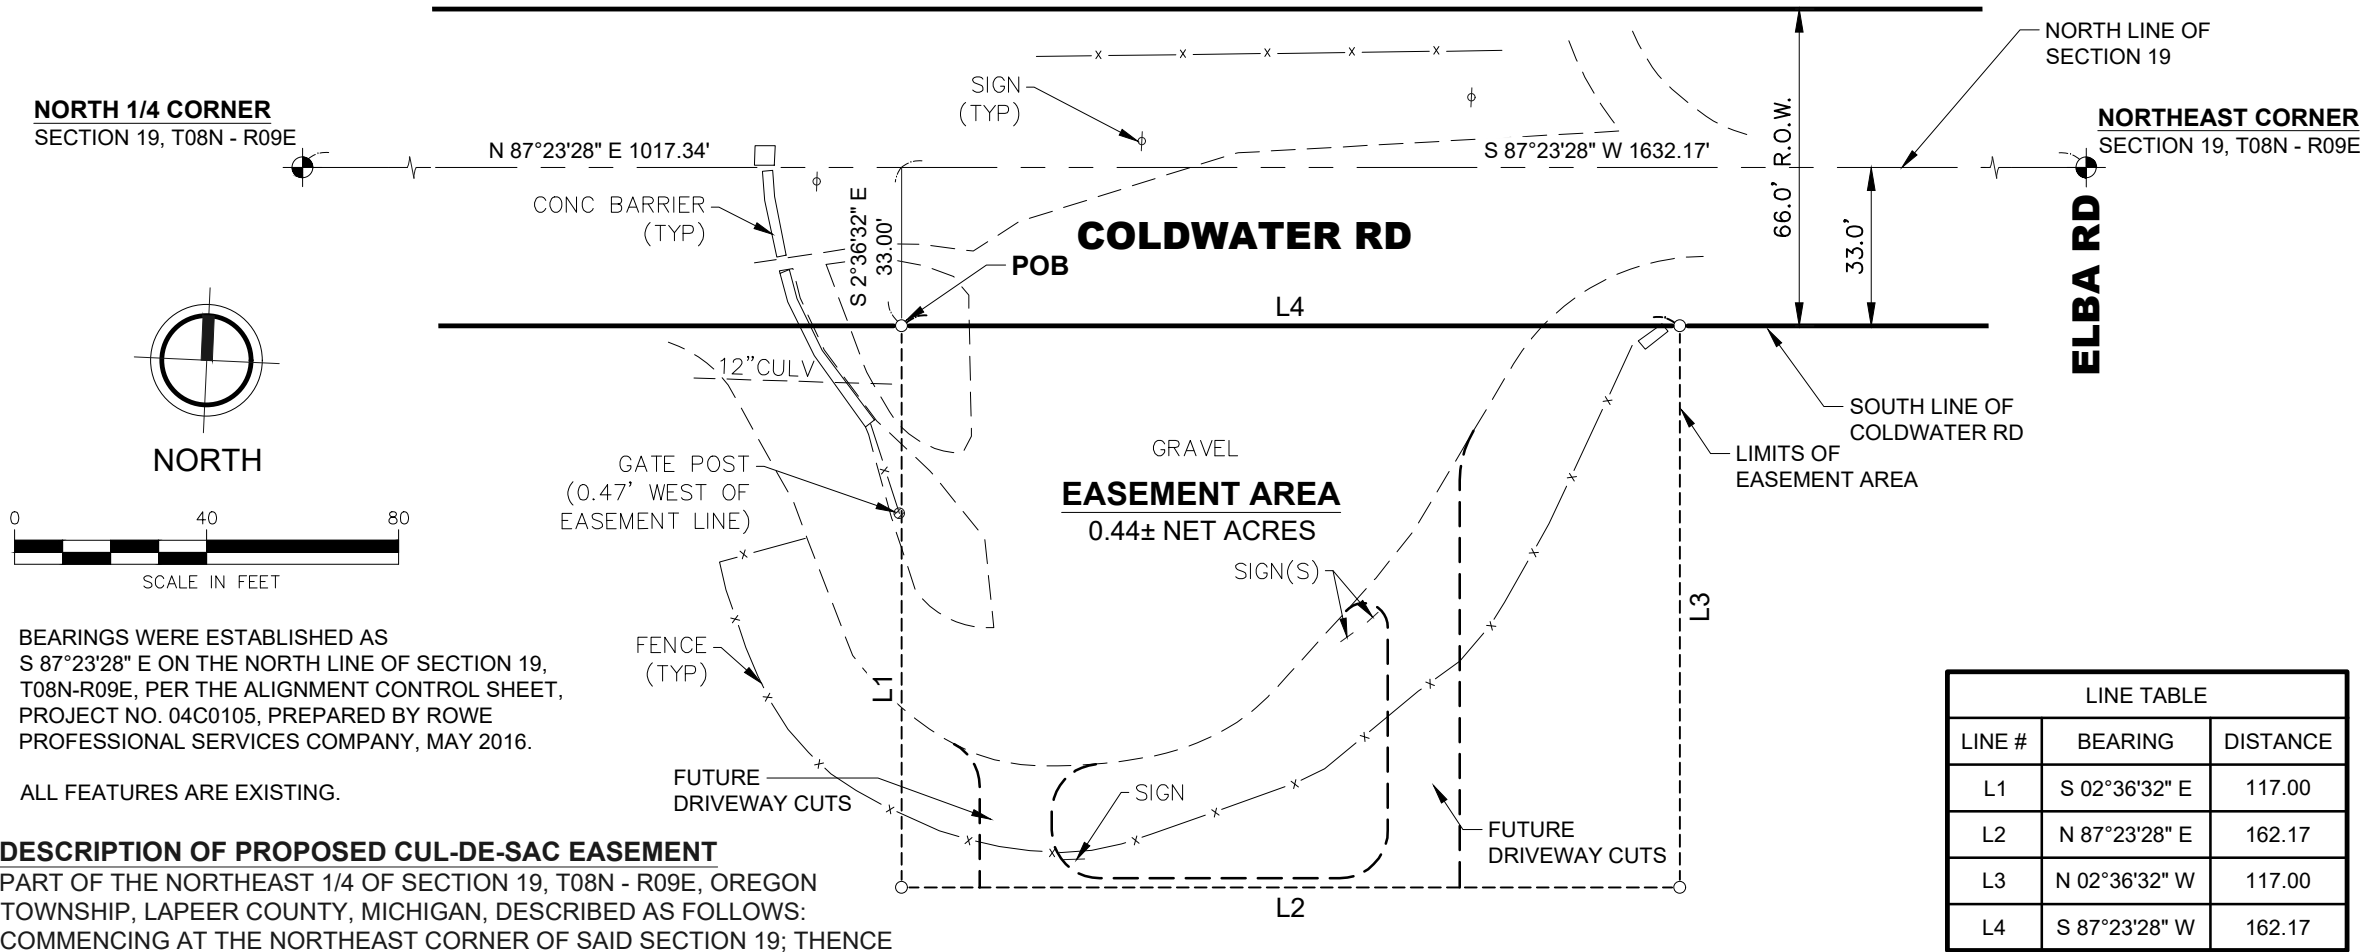 NORTH LINE OF
SECTION 19
SIGN
(TYP)
NORTH 1/4 CORNER
SECTION 19, T08N - R09E
NORTHEAST CORNER
SECTION 19, T08N - R09E
N 87°23'28" E 1017.34'
S 87°23'28" W 1632.17'
66.0' R.O.W.
33.0'
CONC BARRIER
(TYP)
S 2°36'32" E
33.00'
COLDWATER RD
POB
ELBA RD
L4
12"CULV
SOUTH LINE OF
COLDWATER RD
LIMITS OF
EASEMENT AREA
NORTH
GATE POST
(0.47' WEST OF
EASEMENT LINE)
GRAVEL
EASEMENT AREA
0.44± NET ACRES
SIGN(S)
0 40 80
SCALE IN FEET
L3
BEARINGS WERE ESTABLISHED AS
S 87°23'28" E ON THE NORTH LINE OF SECTION 19,
T08N-R09E, PER THE ALIGNMENT CONTROL SHEET,
PROJECT NO. 04C0105, PREPARED BY ROWE
PROFESSIONAL SERVICES COMPANY, MAY 2016.
ALL FEATURES ARE EXISTING.
FENCE
(TYP)
L1
FUTURE
DRIVEWAY CUTS
SIGN
FUTURE
DRIVEWAY CUTS
L2
LINE TABLE
LINE # BEARING DISTANCE
L1 S 02°36'32" E 117.00
L2 N 87°23'28" E 162.17
L3 N 02°36'32" W 117.00
L4 S 87°23'28" W 162.17
DESCRIPTION OF PROPOSED CUL-DE-SAC EASEMENT
PART OF THE NORTHEAST 1/4 OF SECTION 19, T08N - R09E, OREGON
TOWNSHIP, LAPEER COUNTY, MICHIGAN, DESCRIBED AS FOLLOWS:
COMMENCING AT THE NORTHEAST CORNER OF SAID SECTION 19; THENCE